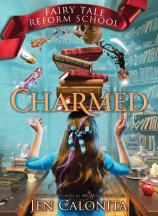 FAIRY TALE
REFORM SCHOOL
CHARMED
JEN CALONITA